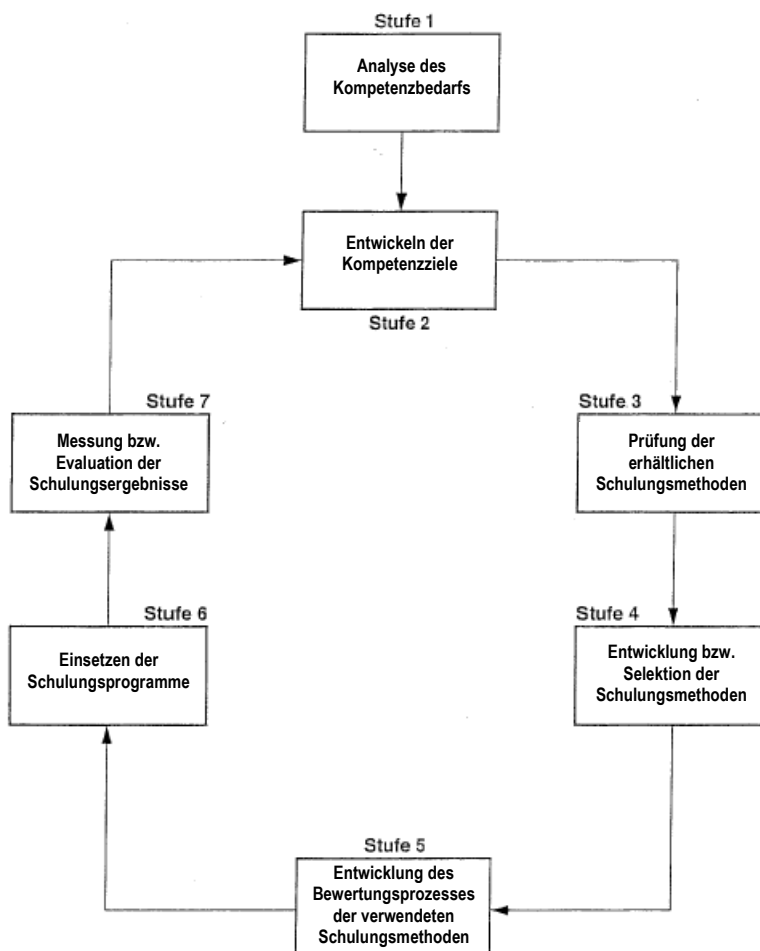 Stufe 1
Analyse des
Kompetenzbedarfs
Entwickeln der
Kompetenzziele
Stufe 2
Stufe 3
Prüfung der
erhältlichen
Schulungsmethoden
Stufe 4
Entwicklung bzw.
Selektion der
Schulungsmethoden
Stufe 5
Entwicklung des
Bewertungsprozesses
der verwendeten
Schulungsmethoden
Stufe 6
Einsetzen der
Schulungsprogramme
Stufe 7
Messung bzw.
Evaluation der
Schulungsergebnisse